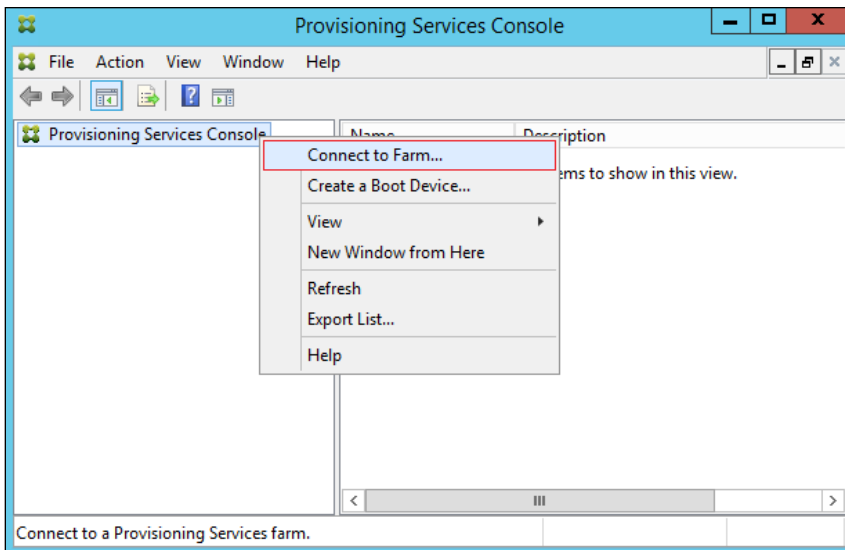 Provisioning Services Console
File Action View Window Help
Provisioning Services Console
Name Description
Connect to Farm...
ems to show in this view.
Create a Boot Device...
View
New Window from Here
Refresh
Export List...
Help
Connect to a Provisioning Services farm.